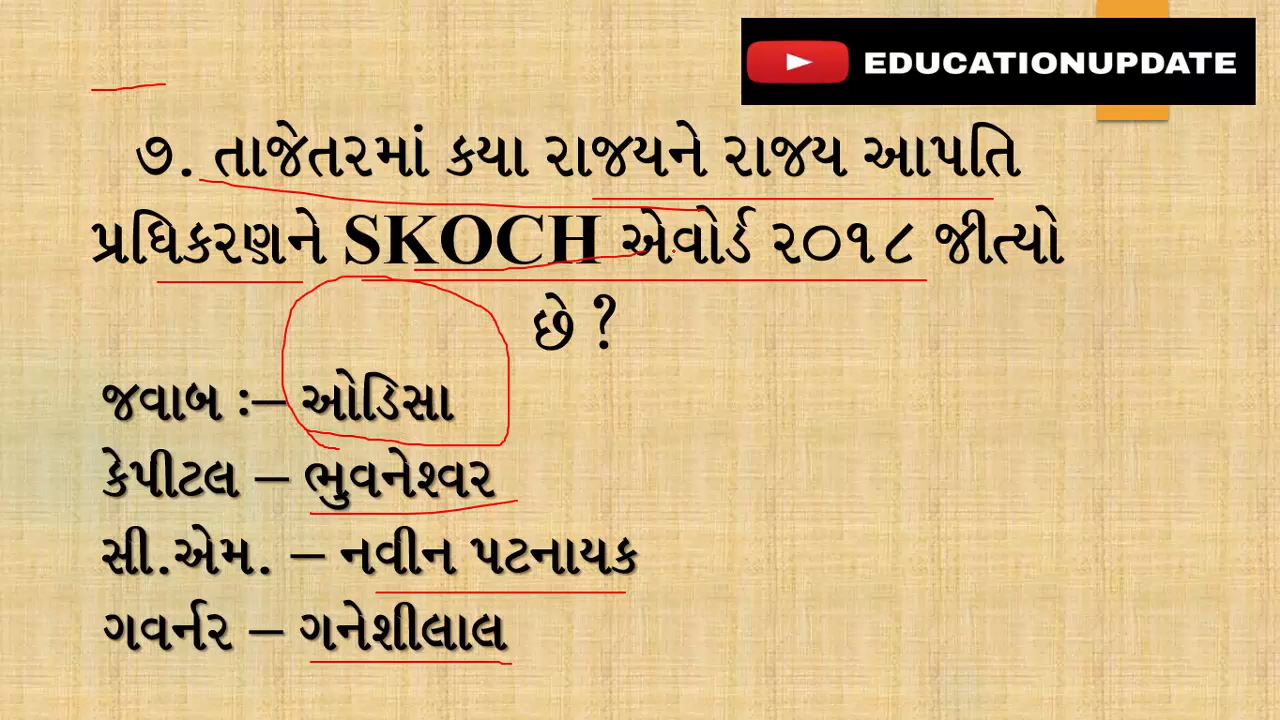 EDUCATIONUPDATE
૭. તાજેતરમાં કયા રાજયને રાજય આપતિ
પ્રધિકરણને SKOCH એવોર્ડ ૨૦૧૮ જીત્યો
છે ?
જવાબ :– ઓડિસા
કેપીટલ – ભુવનેશ્વર
સી.એમ. – નવીન પટનાયક
ગવર્નર – ગનેશીલાલ